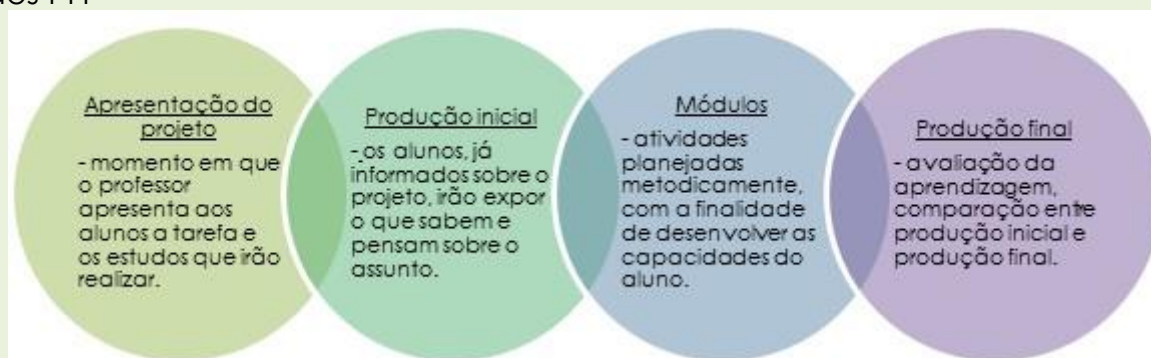 Apresentação do
projeto
- momento em que
o professor
apresenta aos
alunos a tarefa e
os estudos que irão
realizar.
Produção inicial
- os alunos, já
informados sobre o
projeto, irão expor
o que sabem e
pensam sobre o
assunto.
Módulos
- atividades
planejadas
metodicamente,
com a finalidade
de desenvolver as
capacidades do
aluno.
Produção final
- avaliação da
aprendizagem,
comparação entre
produção inicial e
produção final.